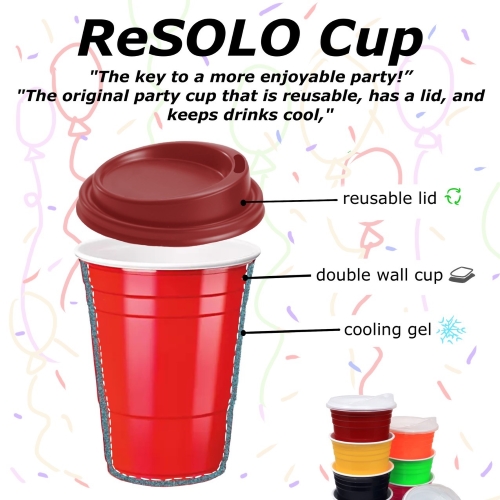 ReSOLO Cup
"The key to a more enjoyable party!”
"The original party cup that is reusable, has a lid, and
keeps drinks cool,"
reusable lid
double wall cup
cooling gel